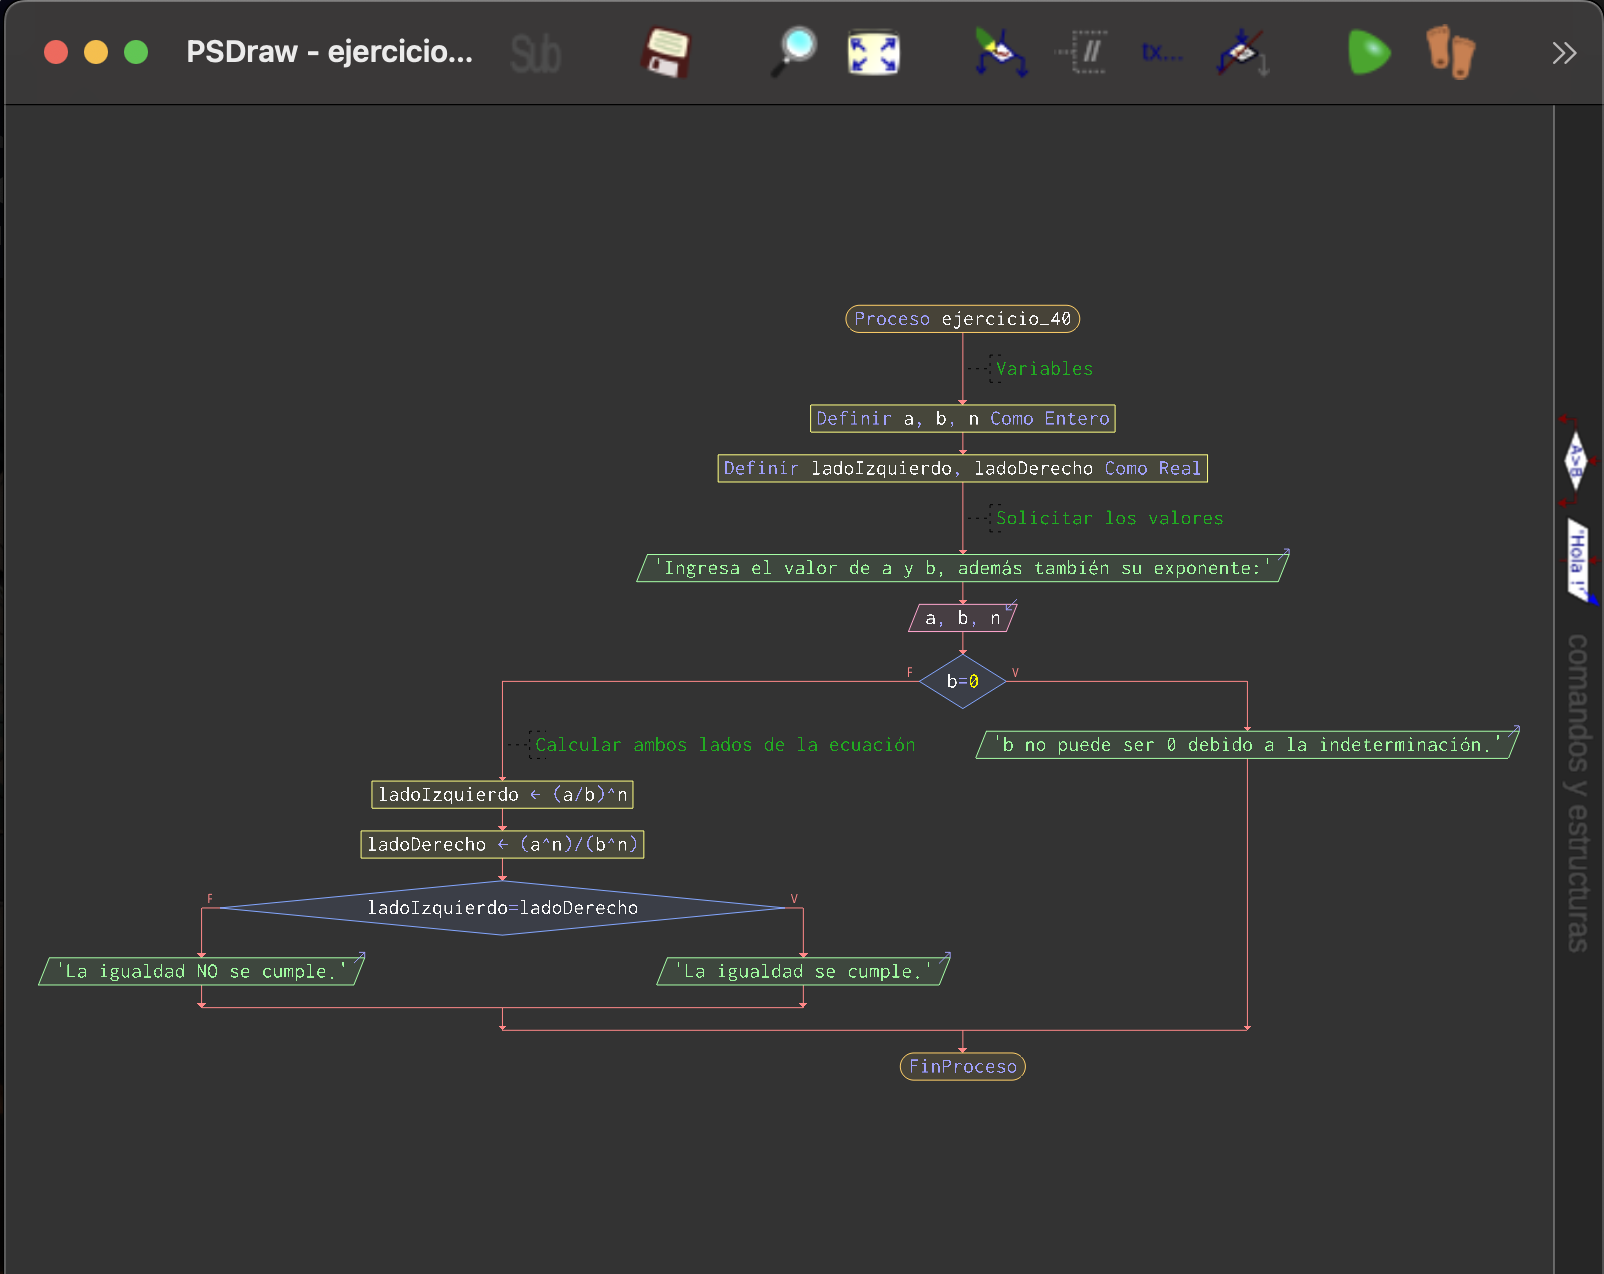 PSDraw - ejercicio...
Sub
tx...
Proceso ejercicio_40
Variables
Definir a, b, n Como Entero
Definir ladoIzquierdo, ladoDerecho Como Real
Solicitar los valores
'Ingresa el valor de a y b, además también su exponente:'
a, b, n
F
b=0
V
Calcular ambos lados de la ecuación
'b no puede ser 0 debido a la indeterminación.'
ladoIzquierdo ← (a/b)^n
ladoDerecho ← (a^n)/(b^n)
F
ladoIzquierdo=ladoDerecho
V
'La igualdad NO se cumple.'
'La igualdad se cumple.'
FinProceso
A>B
"Hola !"
comandos y estructuras